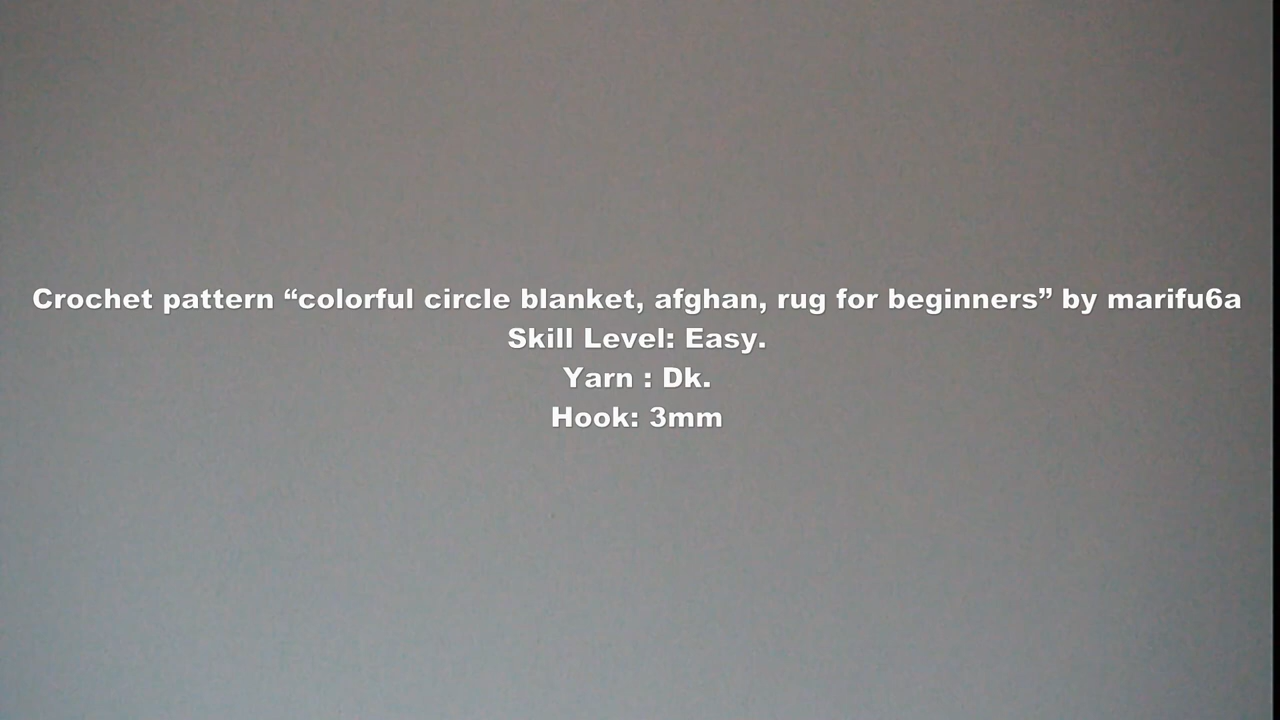 Crochet pattern “colorful circle blanket, afghan, rug for beginners” by marifu6a
Skill Level: Easy.
Yarn : Dk.
Hook: 3mm